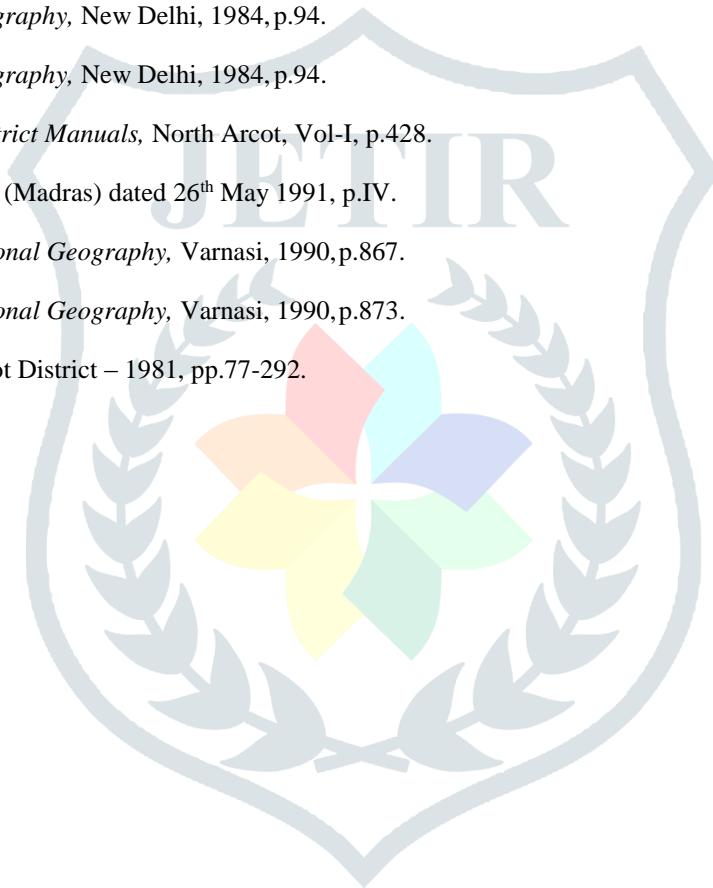 graphy, New Delhi, 1984, p.94.
graphy, New Delhi, 1984, p.94.
trict Manuals, North Arcot, Vol-I, p.428.
JETIR
(Madras) dated 26th May 1991, p.IV.
onal Geography, Varnasi, 1990, p.867.
onal Geography, Varnasi, 1990, p.873.
ot District – 1981, pp.77-292.